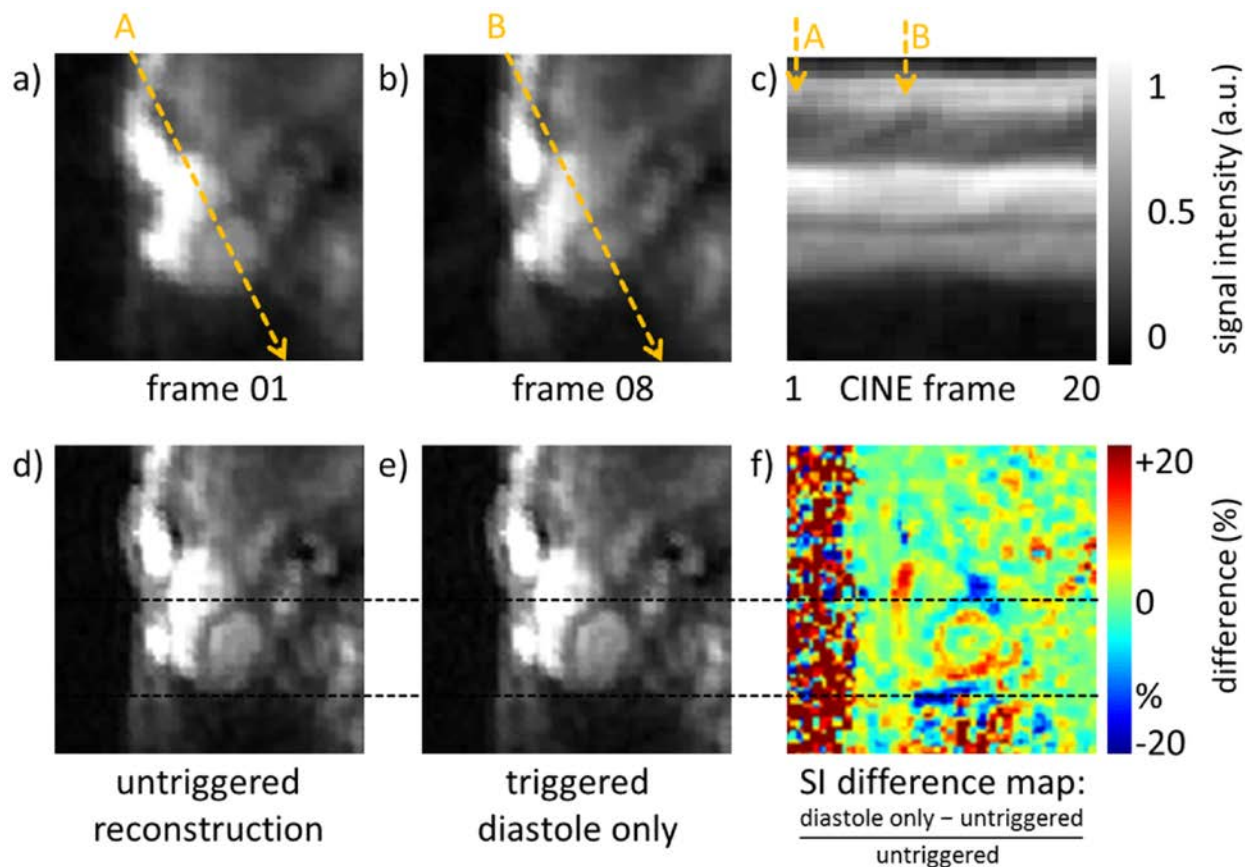 A
B
A
B
a)
b)
c)
1
0.5
0
signal intensity (a.u.)
frame 01
frame 08
1 CINE frame 20
d)
e)
f)
+20
0
%
-20
difference (%)
untriggered
reconstruction
triggered
diastole only
SI difference map:
diastole only − untriggered
untriggered